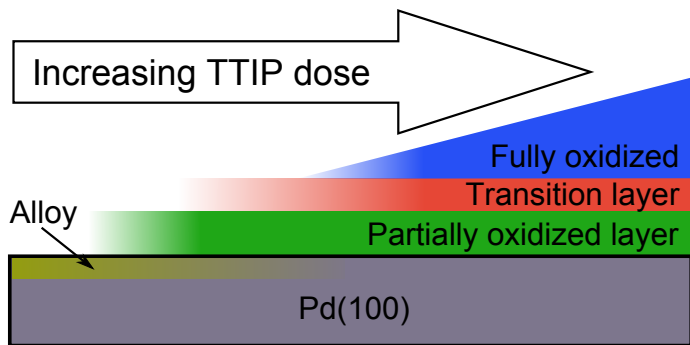 Increasing TTIP dose
Fully oxidized
Transition layer
Alloy
Partially oxidized layer
Pd(100)